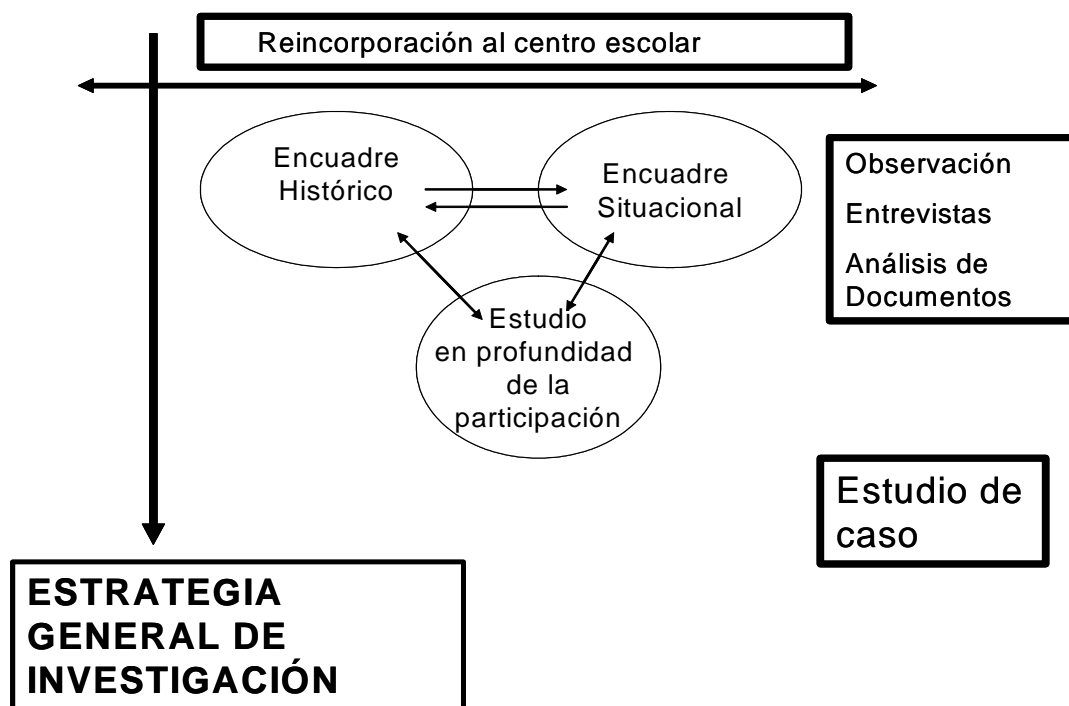 Reincorporación al centro escolar
Encuadre
Histórico
Encuadre
Situacional
Estudio
en profundidad
de la
participación
Observación
Entrevistas
Análisis de
Documentos
Estudio de
caso
ESTRATEGIA
GENERAL DE
INVESTIGACIÓN